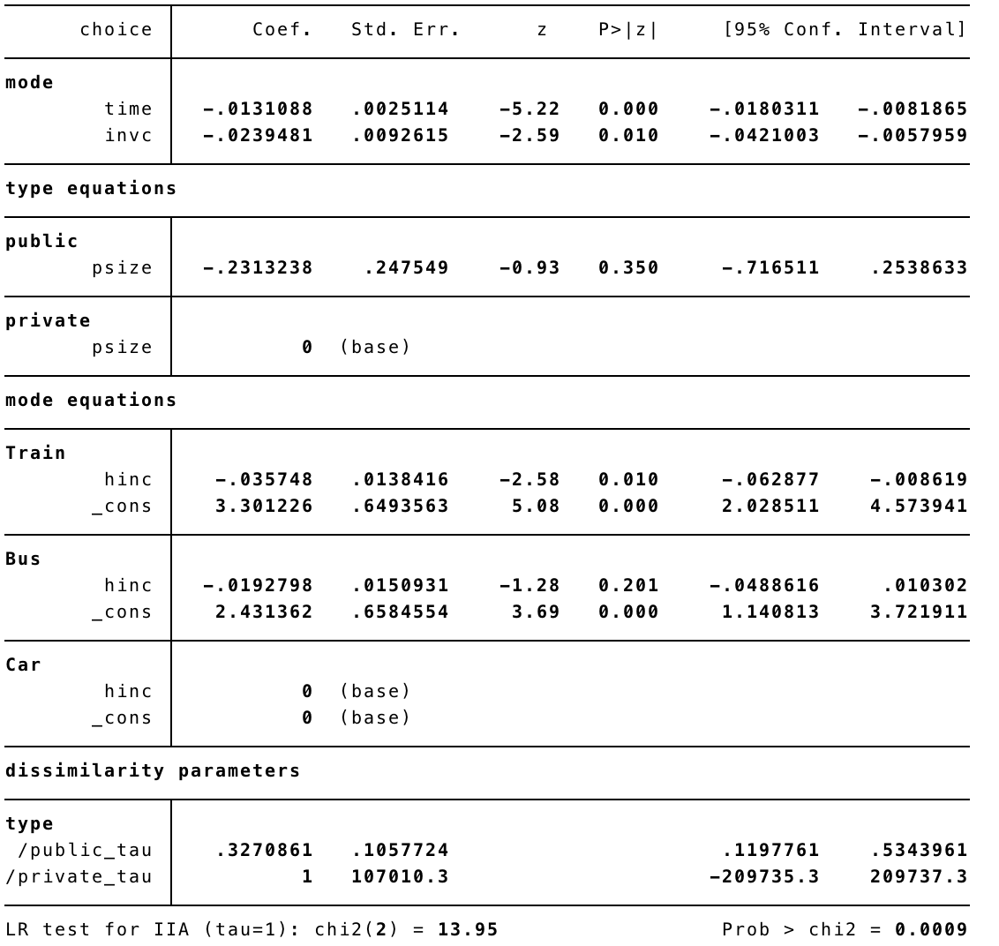 choice Coef. Std. Err. z P>|z| [95% Conf. Interval]
mode
time -.0131088 .0025114 -5.22 0.000 -.0180311 -.0081865
invc -.0239481 .0092615 -2.59 0.010 -.0421003 -.0057959
type equations
public
psize -.2313238 .247549 -0.93 0.350 -.716511 .2538633
private
psize 0 (base)
mode equations
Train
hinc -.035748 .0138416 -2.58 0.010 -.062877 -.008619
_cons 3.301226 .6493563 5.08 0.000 2.028511 4.573941
Bus
hinc -.0192798 .0150931 -1.28 0.201 -.0488616 .010302
_cons 2.431362 .6584554 3.69 0.000 1.140813 3.721911
Car
hinc 0 (base)
_cons 0 (base)
dissimilarity parameters
type
/public_tau .3270861 .1057724 .1197761 .5343961
/private_tau 1 107010.3 -209735.3 209737.3
LR test for IIA (tau=1): chi2(2) = 13.95 Prob > chi2 = 0.0009